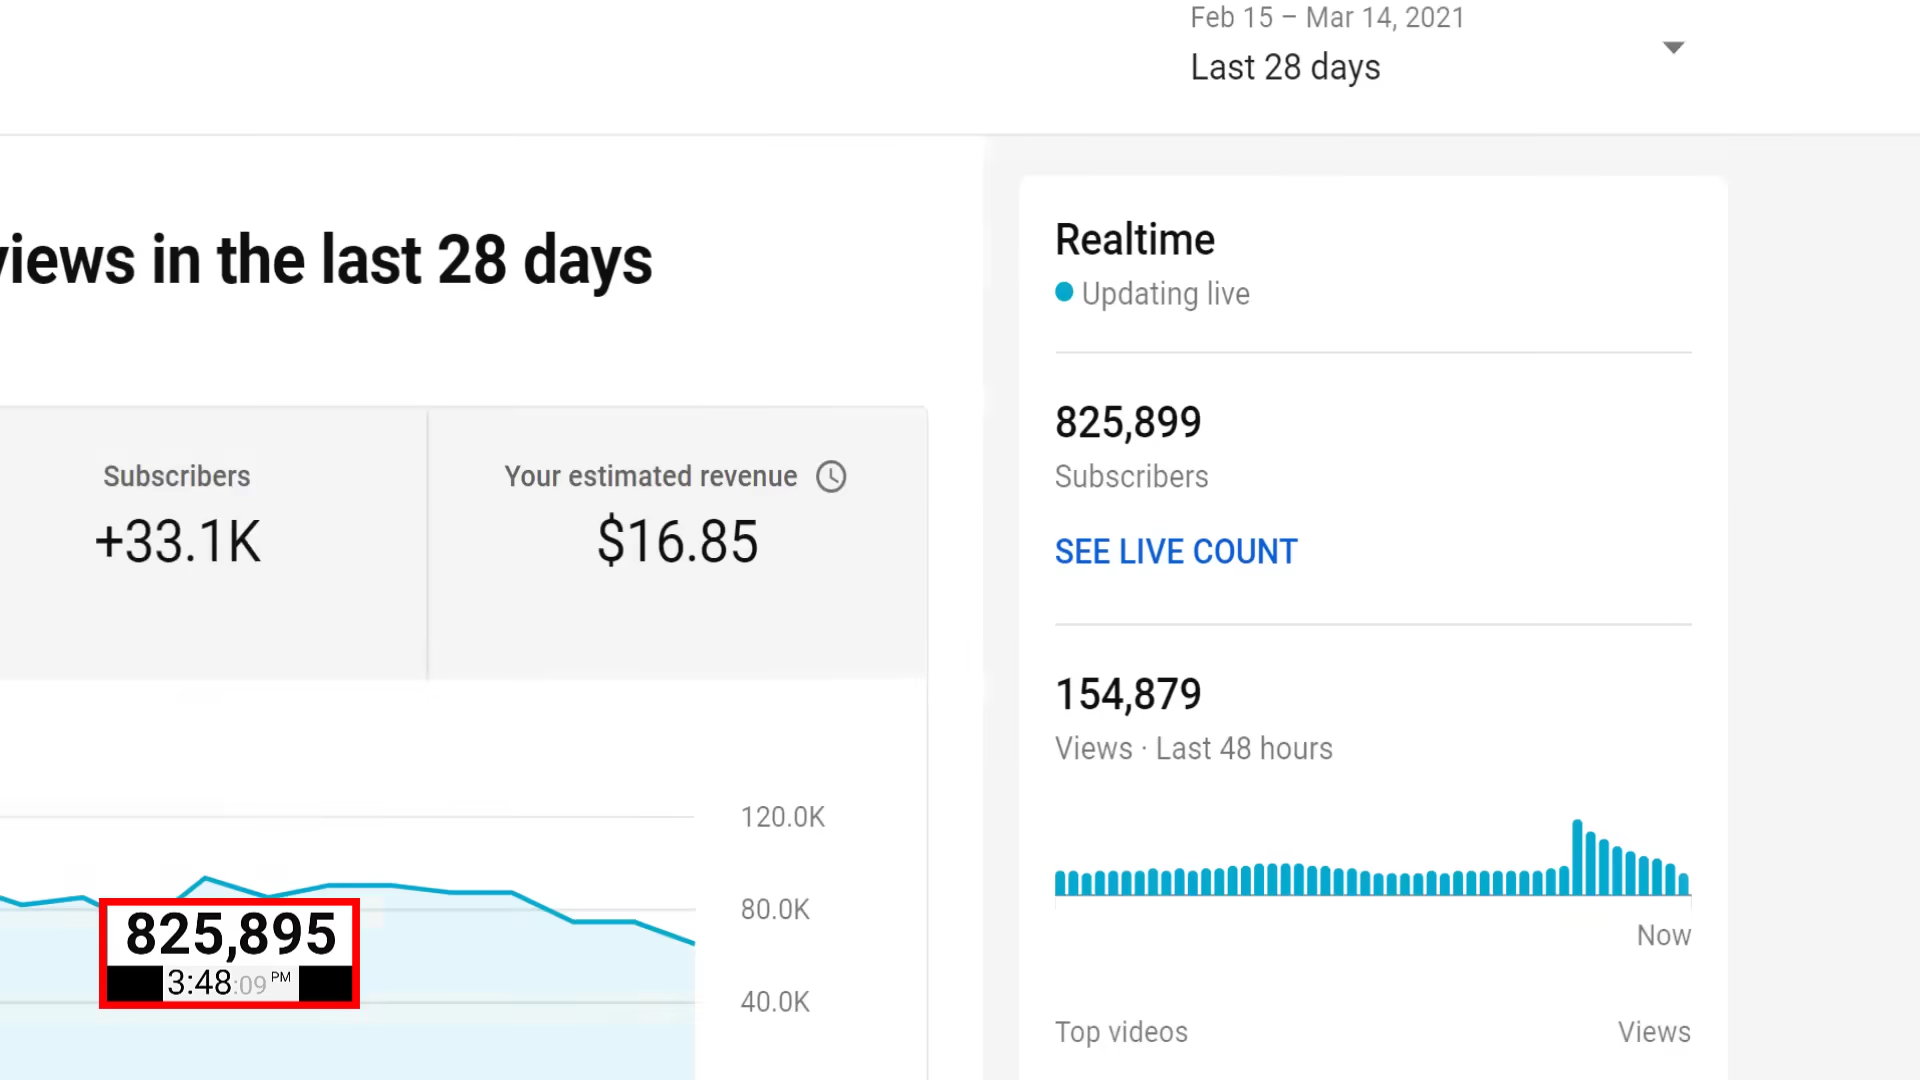 Feb 15 – Mar 14, 2021
Last 28 days
views in the last 28 days
Subscribers
+33.1K
Your estimated revenue
$16.85
120.0K
80.0K
40.0K
825,895
3:48:09 PM
Realtime
Updating live
825,899
Subscribers
SEE LIVE COUNT
154,879
Views · Last 48 hours
Now
Top videos
Views